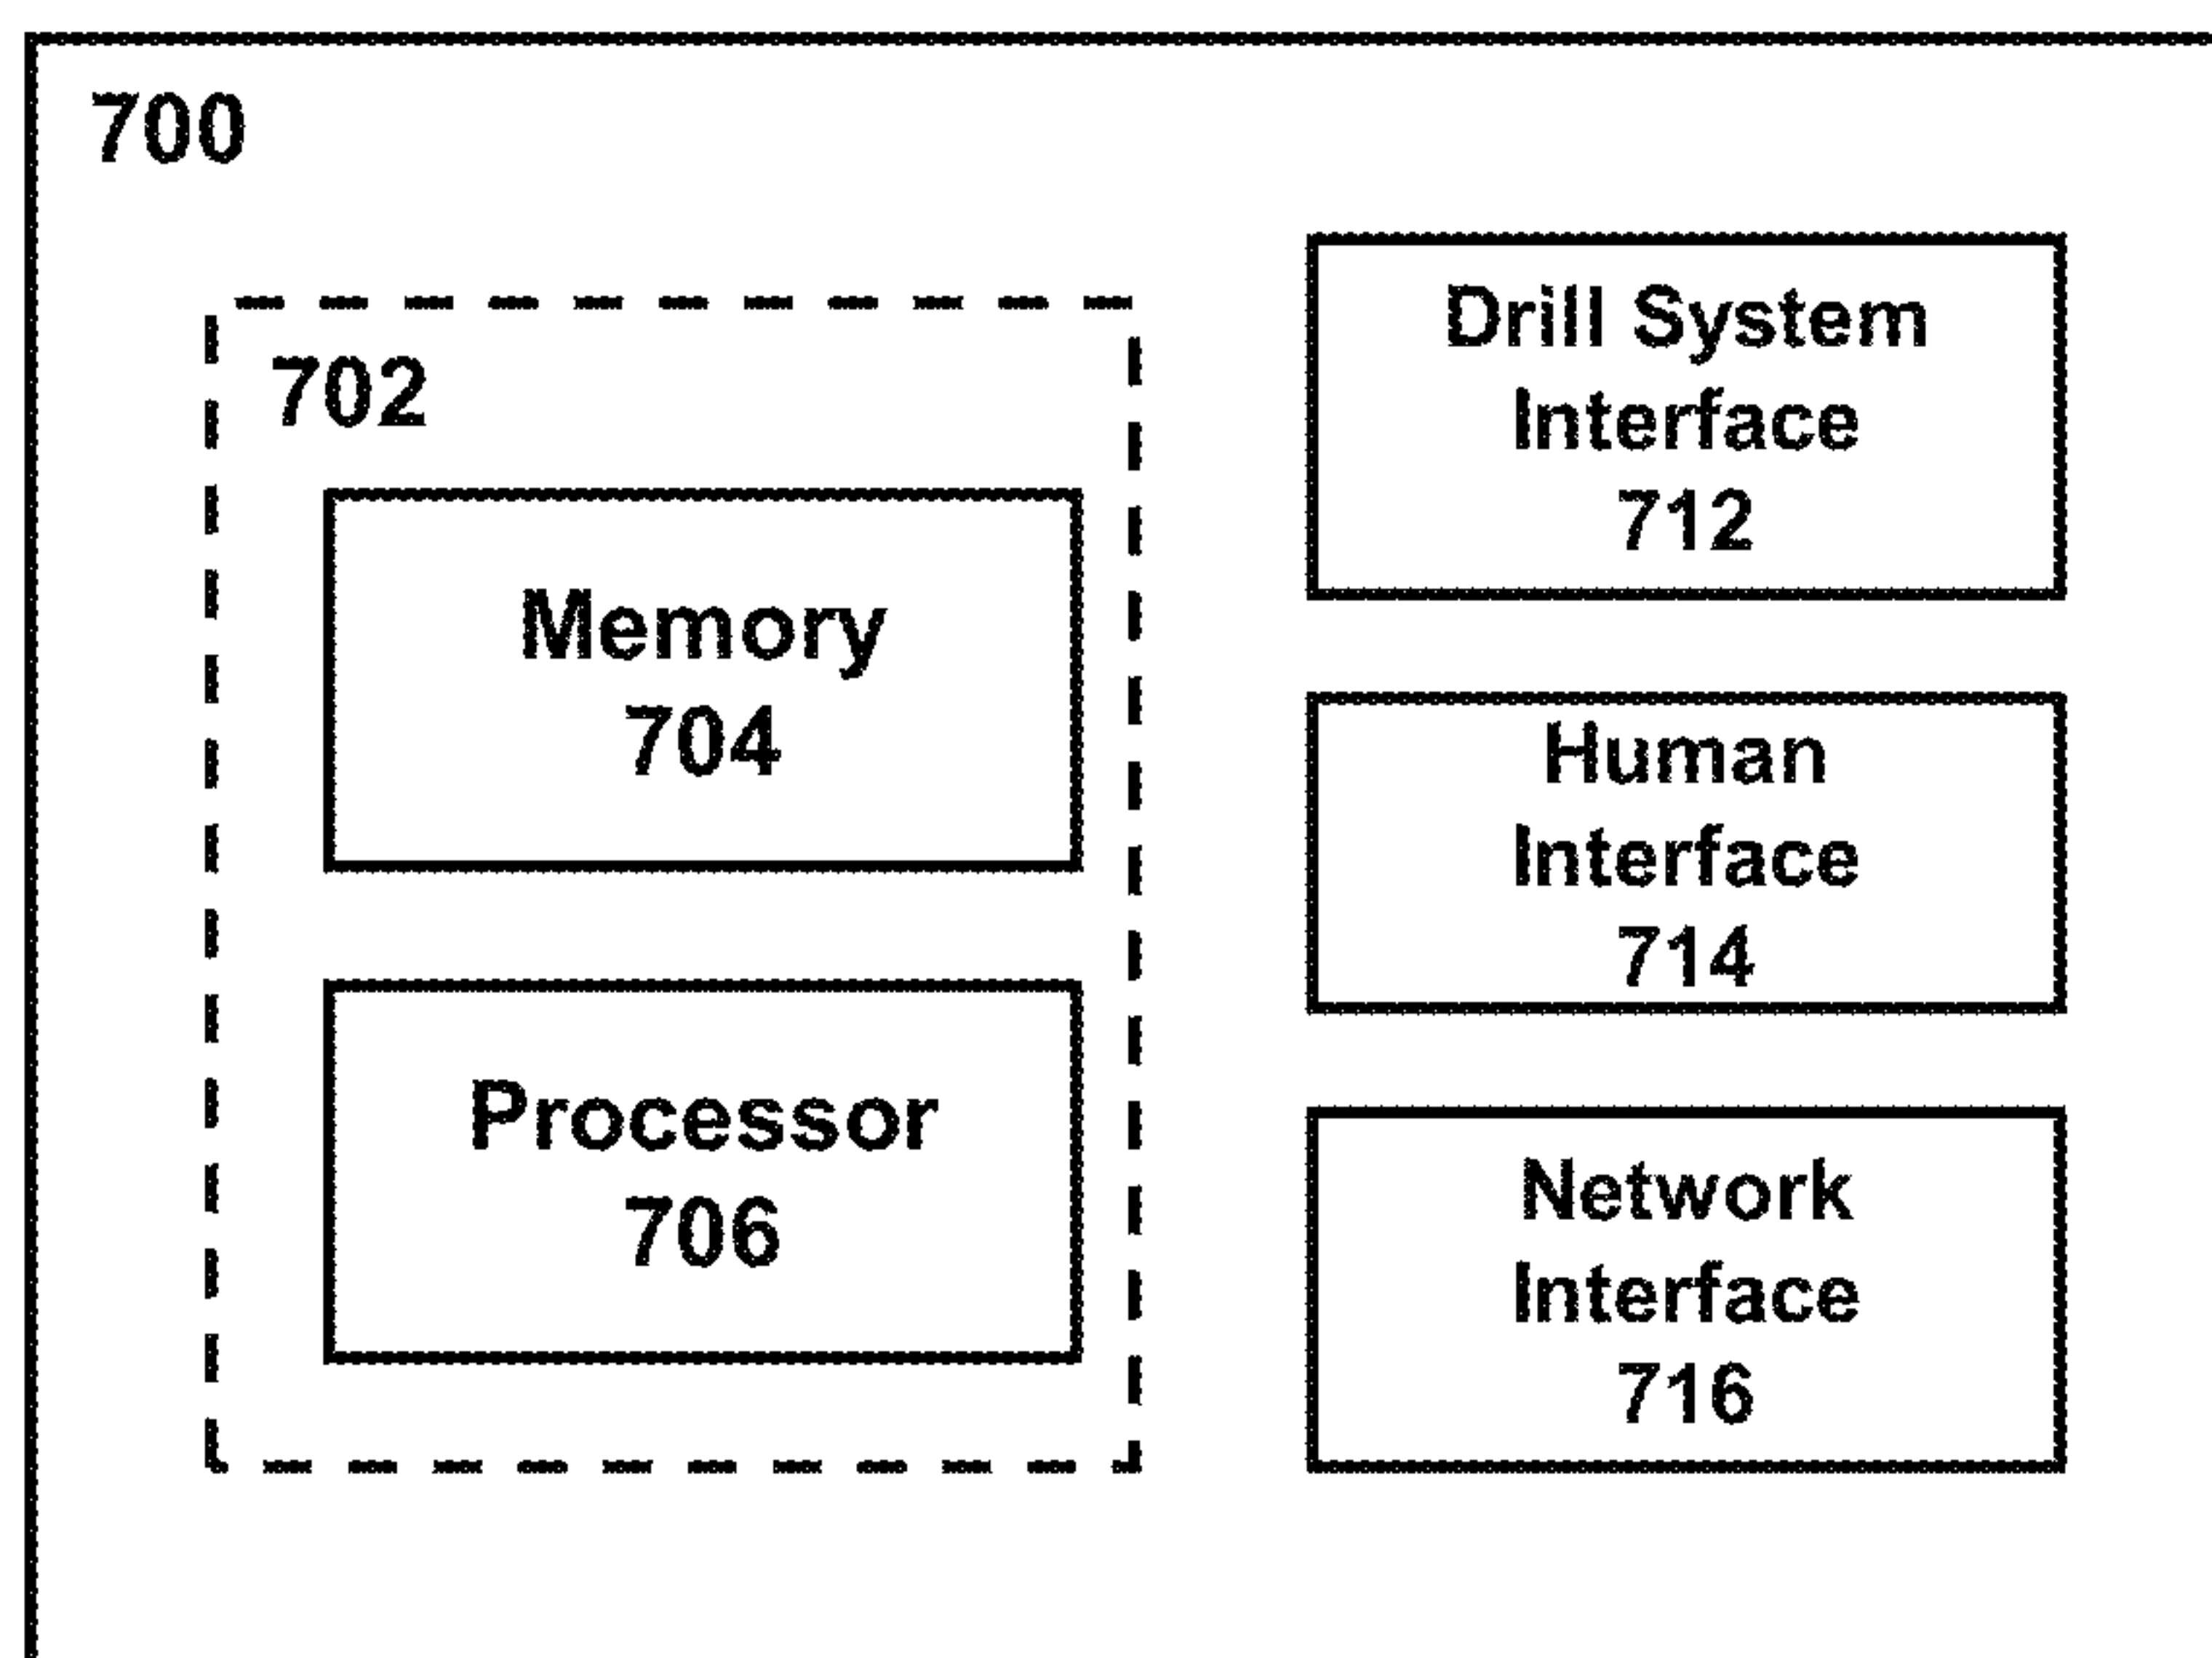 700
702
Memory
704
Processor
706
Drill System
Interface
712
Human
Interface
714
Network
Interface
716